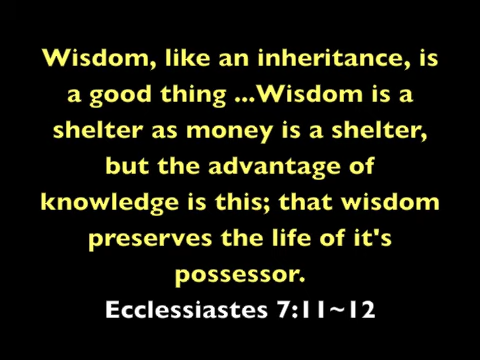 Wisdom, like an inheritance, is
a good thing ...Wisdom is a
shelter as money is a shelter,
but the advantage of
knowledge is this; that wisdom
preserves the life of it's
possessor.
Ecclessiastes 7:11~12